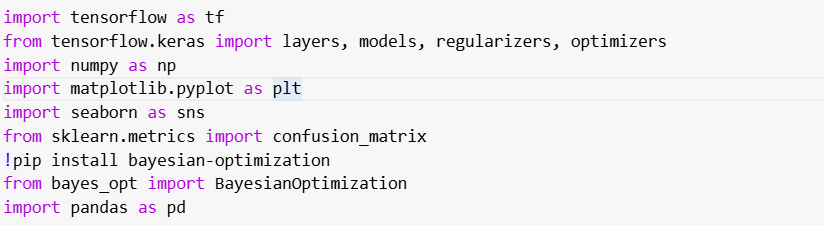 import tensorflow as tf
from tensorflow.keras import layers, models, regularizers, optimizers
import numpy as np
import matplotlib.pyplot as plt
import seaborn as sns
from sklearn.metrics import confusion_matrix
!pip install bayesian-optimization
from bayes_opt import BayesianOptimization
import pandas as pd